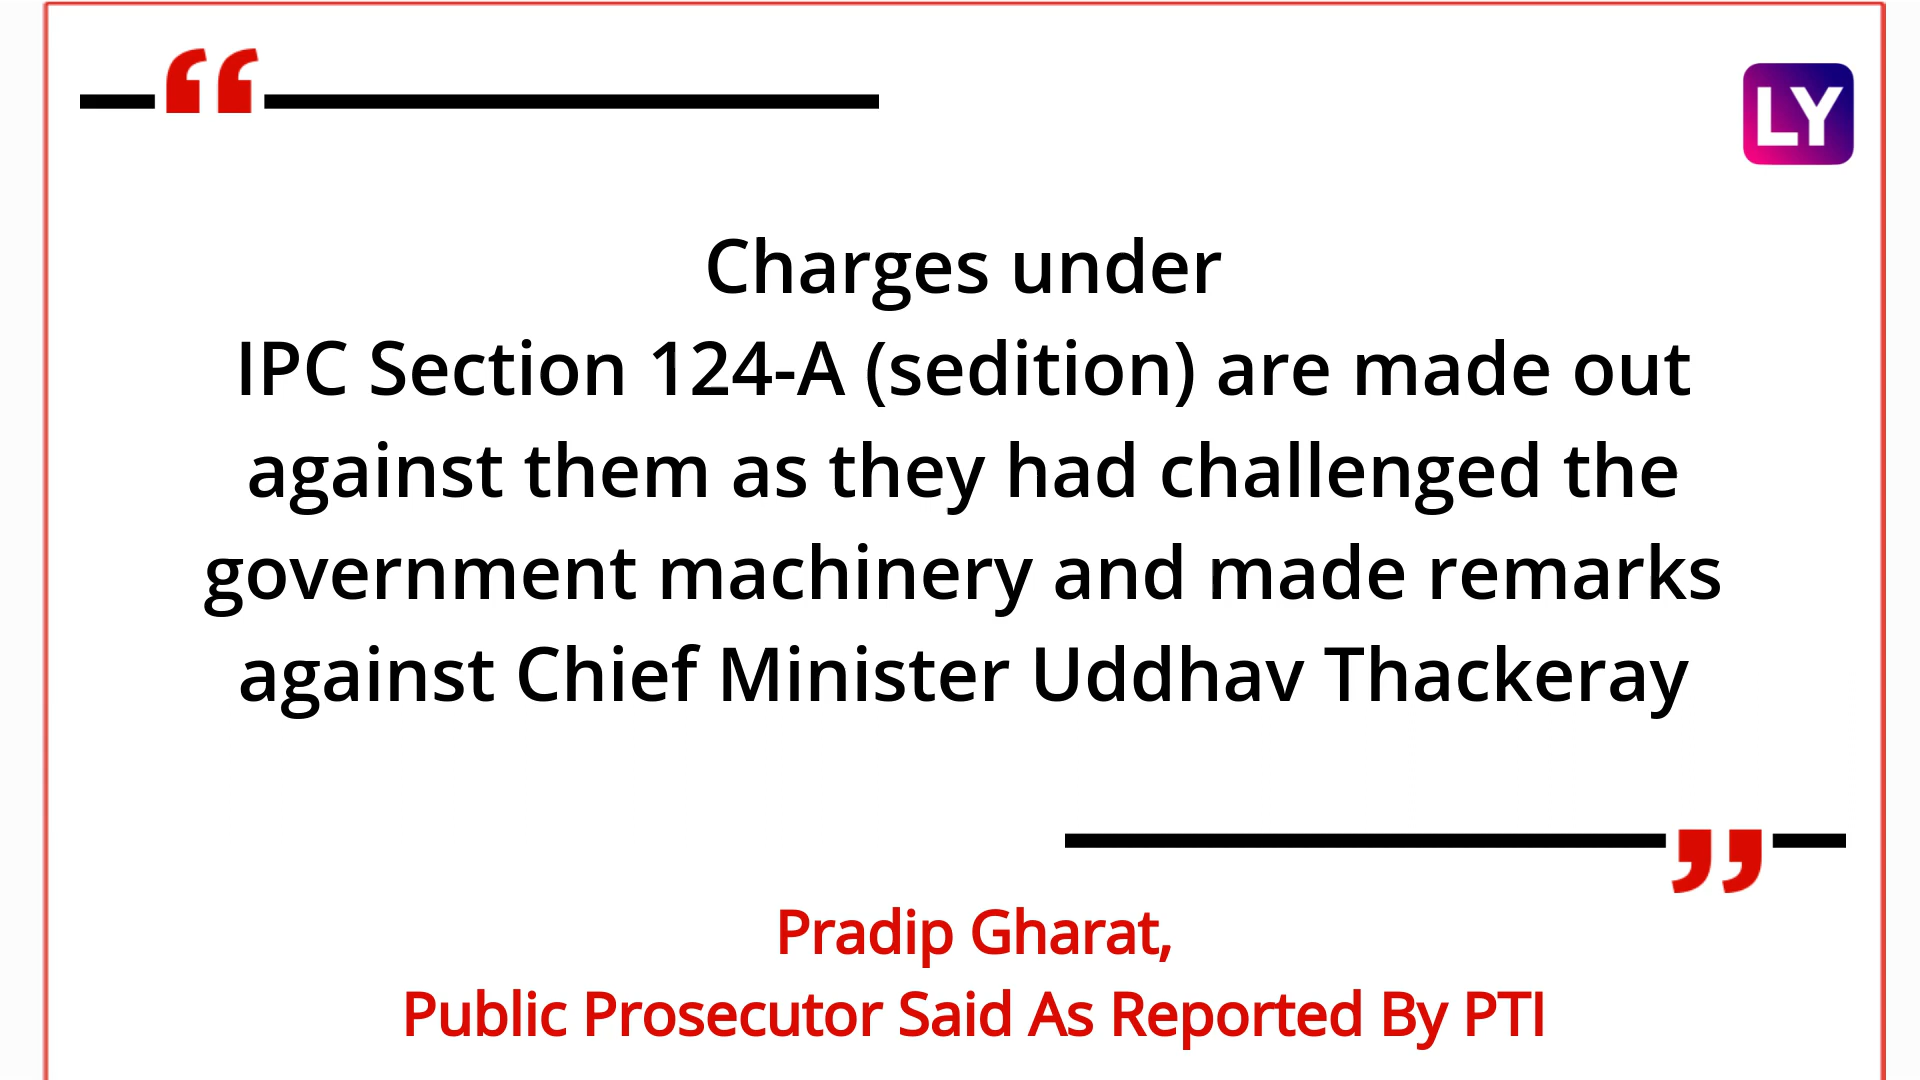 “
LY
Charges under
IPC Section 124-A (sedition) are made out
against them as they had challenged the
government machinery and made remarks
against Chief Minister Uddhav Thackeray
”
Pradip Gharat,
Public Prosecutor Said As Reported By PTI